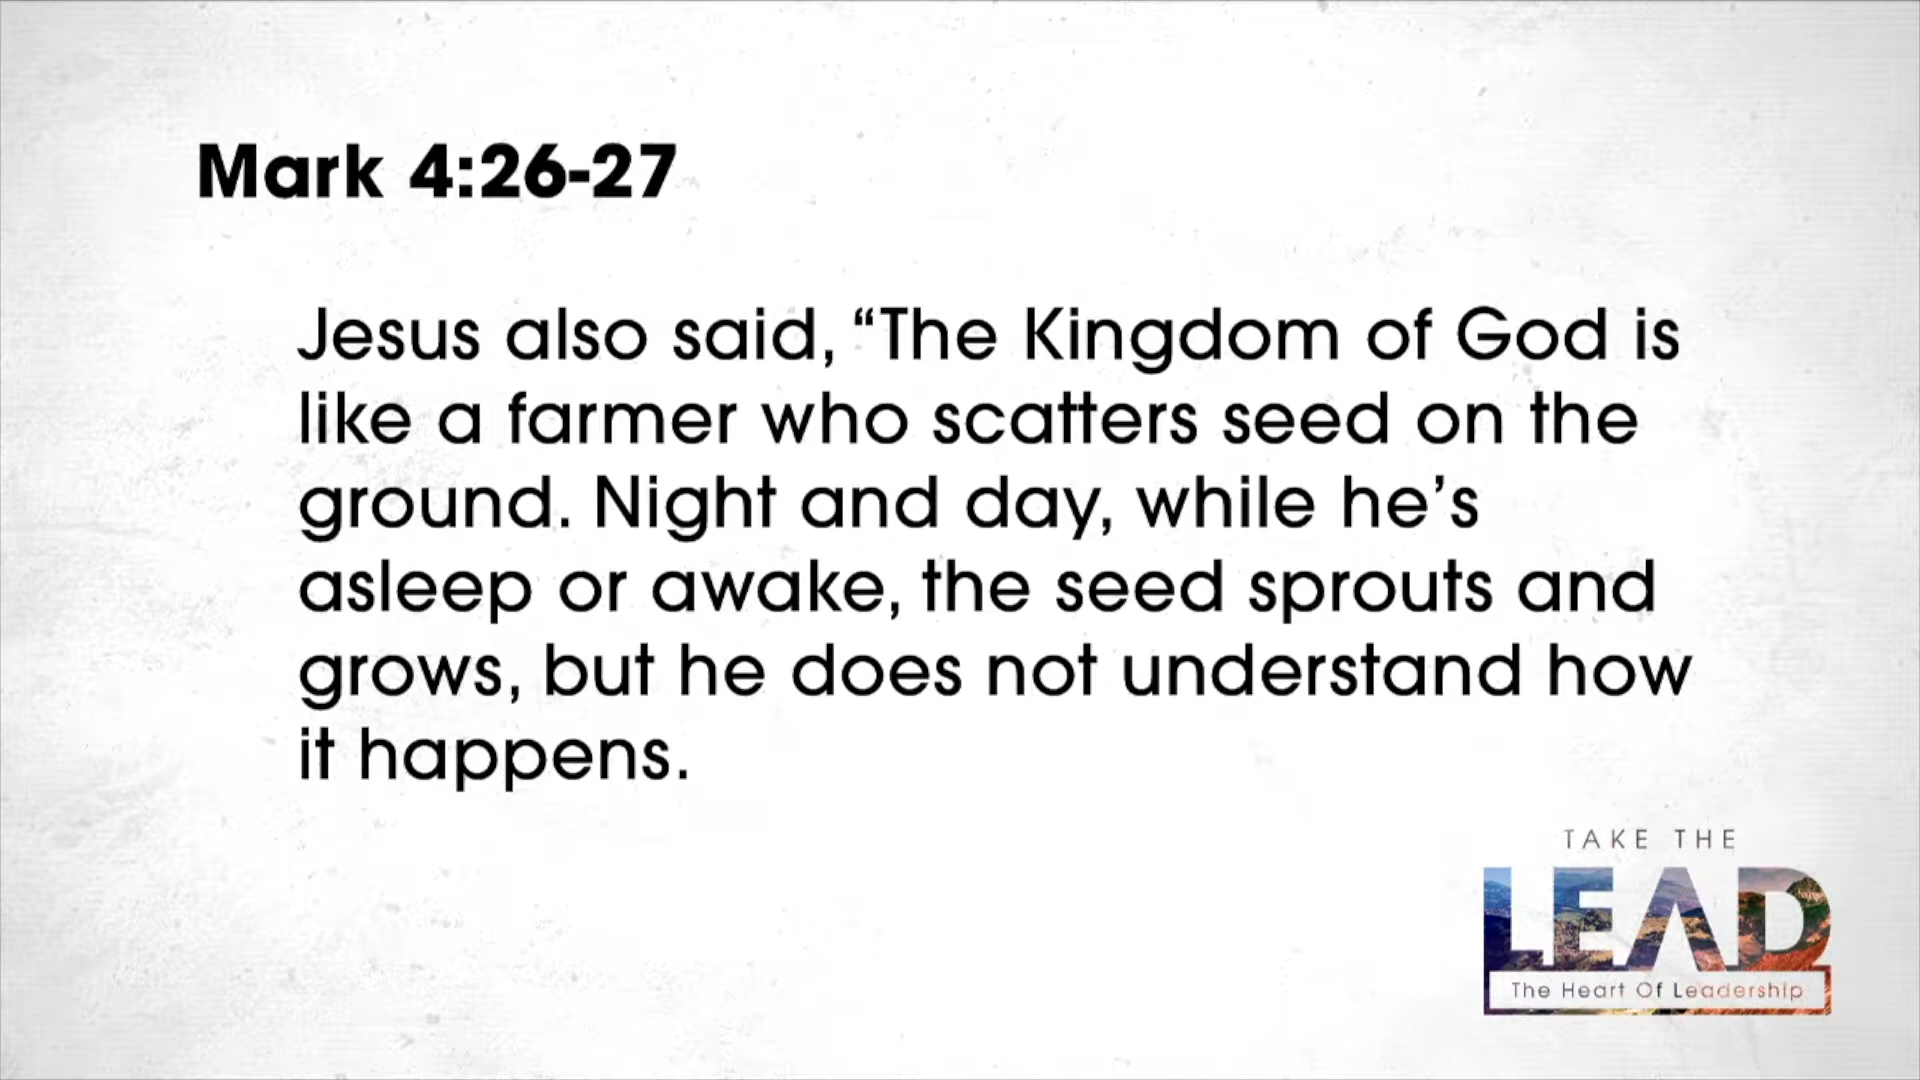 Mark 4:26-27
Jesus also said, “The Kingdom of God is
like a farmer who scatters seed on the
ground. Night and day, while he’s
asleep or awake, the seed sprouts and
grows, but he does not understand how
it happens.
TAKE THE
LEAD
The Heart Of Leadership